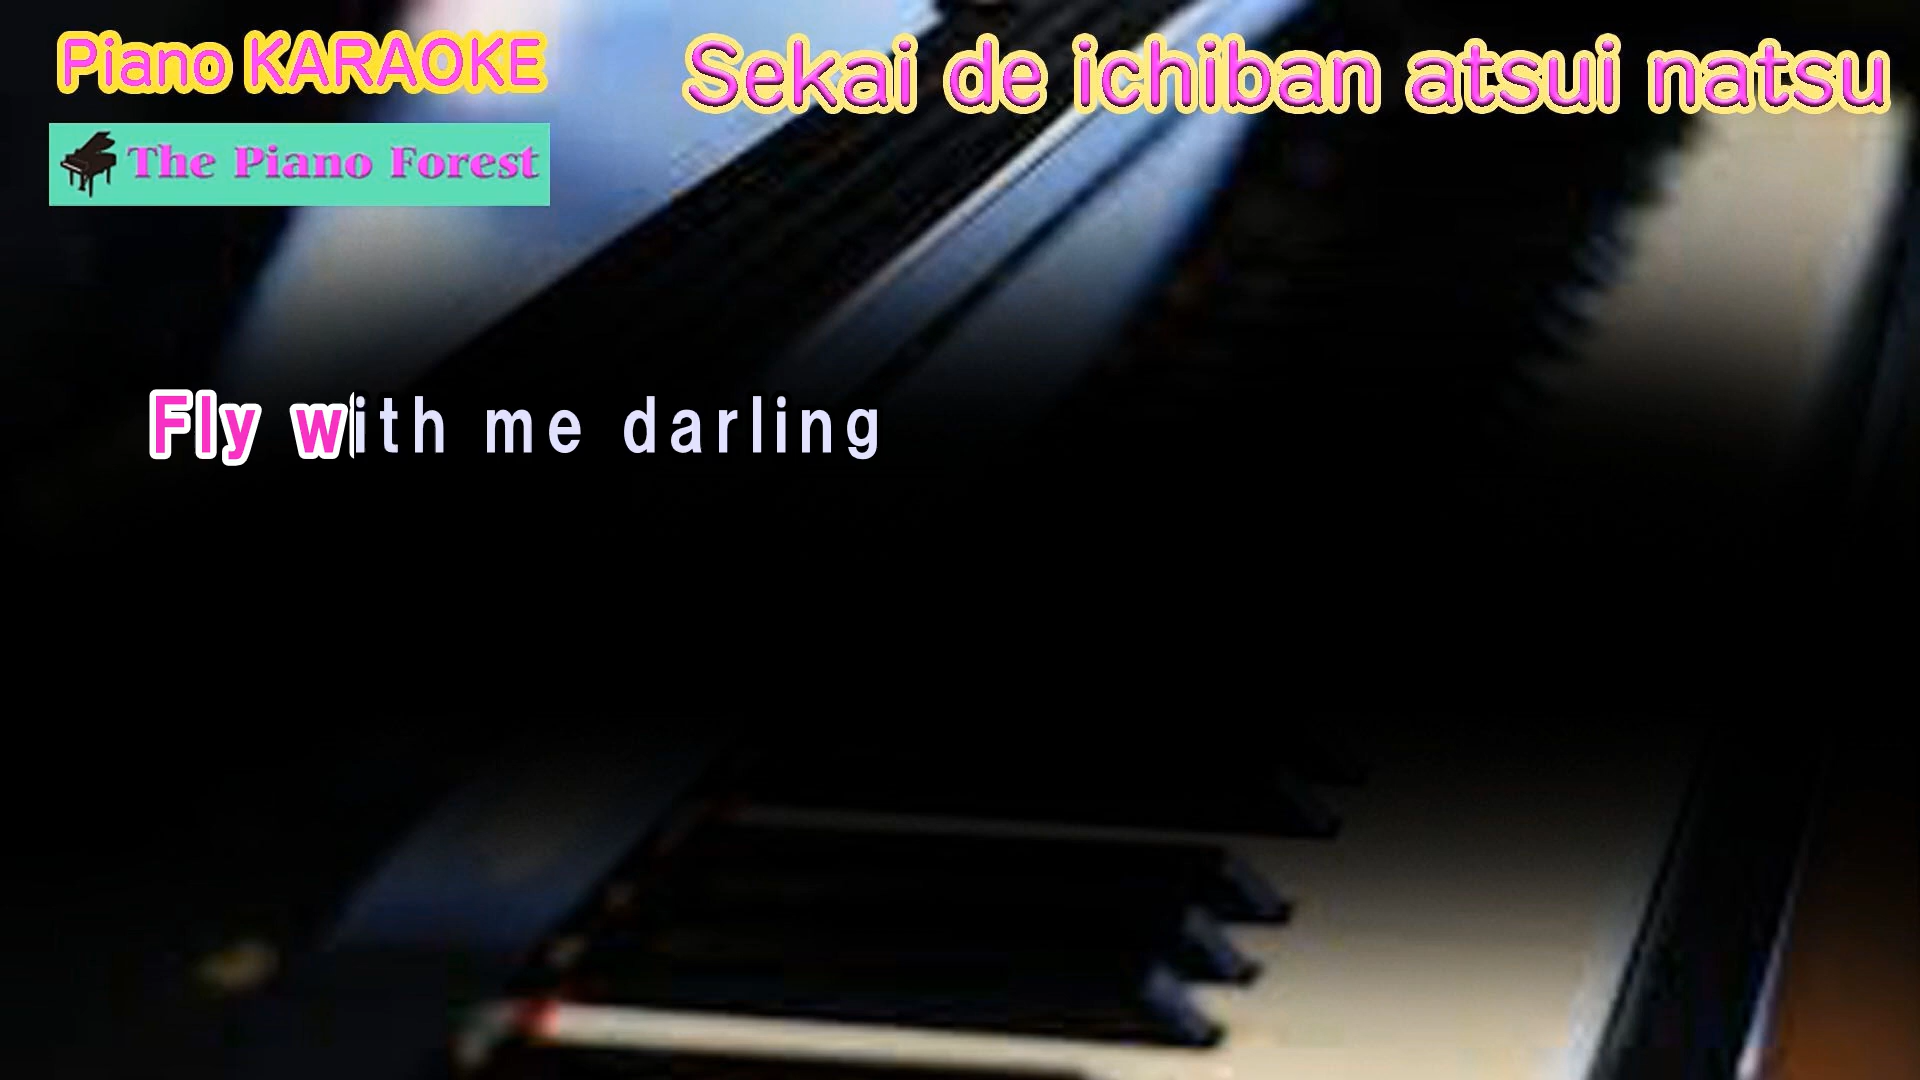 Piano KARAOKE
Sekai de ichiban atsui natsu
The Piano Forest
Fly with me darling